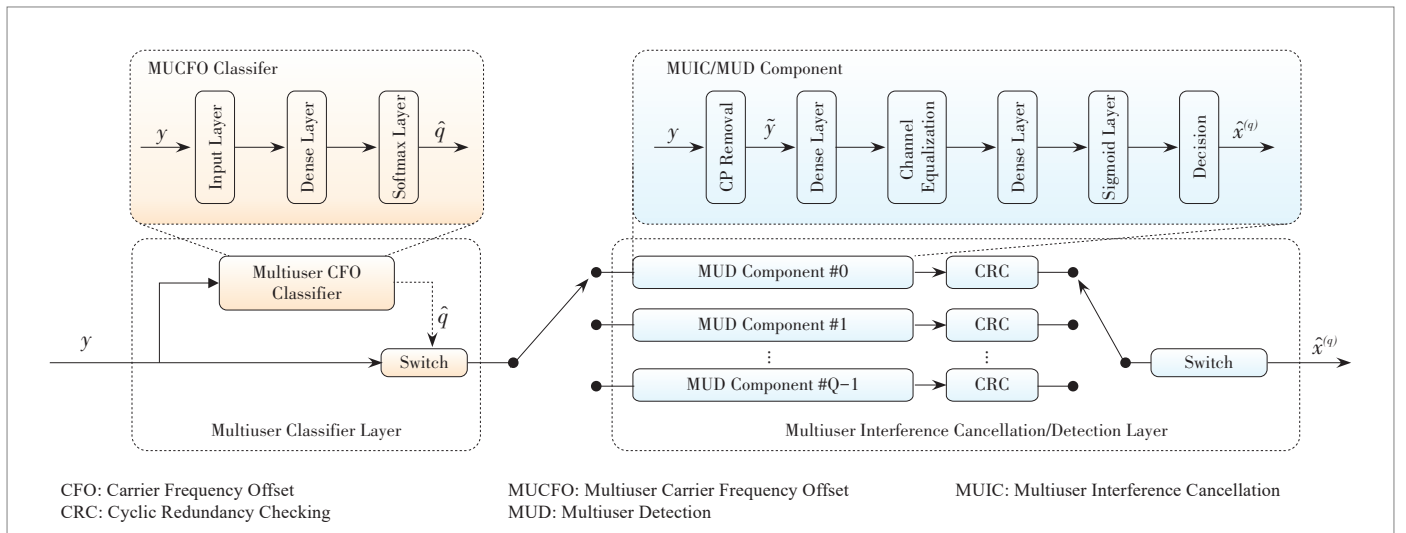 MUCFO Classifer
y
Input Layer
Dense Layer
Softmax Layer
q̂
MUIC/MUD Component
y
CP Removal
ỹ
Dense Layer
Channel
Equalization
Dense Layer
Sigmoid Layer
Decision
x̂^(q)
y
Multiuser CFO
Classifier
q̂
Switch
Multiuser Classifier Layer
MUD Component #0
CRC
MUD Component #1
CRC
⋮
⋮
MUD Component #Q−1
CRC
Switch
x̂^(q)
Multiuser Interference Cancellation/Detection Layer
CFO: Carrier Frequency Offset
CRC: Cyclic Redundancy Checking
MUCFO: Multiuser Carrier Frequency Offset
MUD: Multiuser Detection
MUIC: Multiuser Interference Cancellation